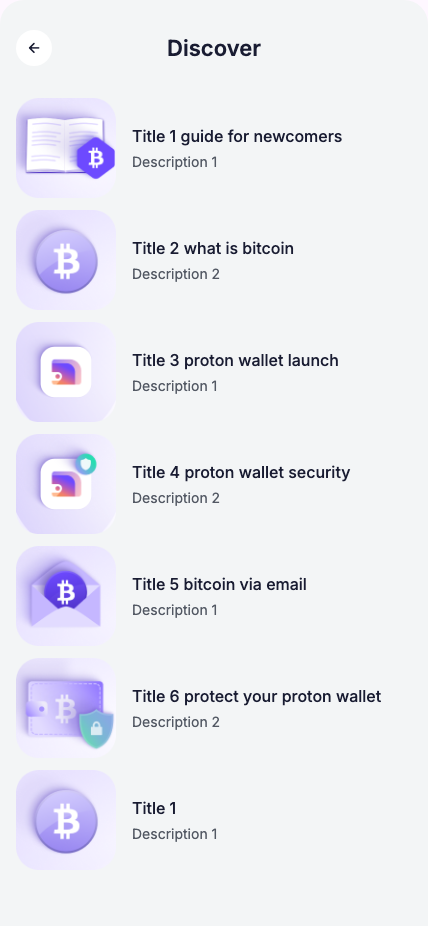 Discover
Title 1 guide for newcomers
Description 1
Title 2 what is bitcoin
Description 2
Title 3 proton wallet launch
Description 1
Title 4 proton wallet security
Description 2
Title 5 bitcoin via email
Description 1
Title 6 protect your proton wallet
Description 2
Title 1
Description 1